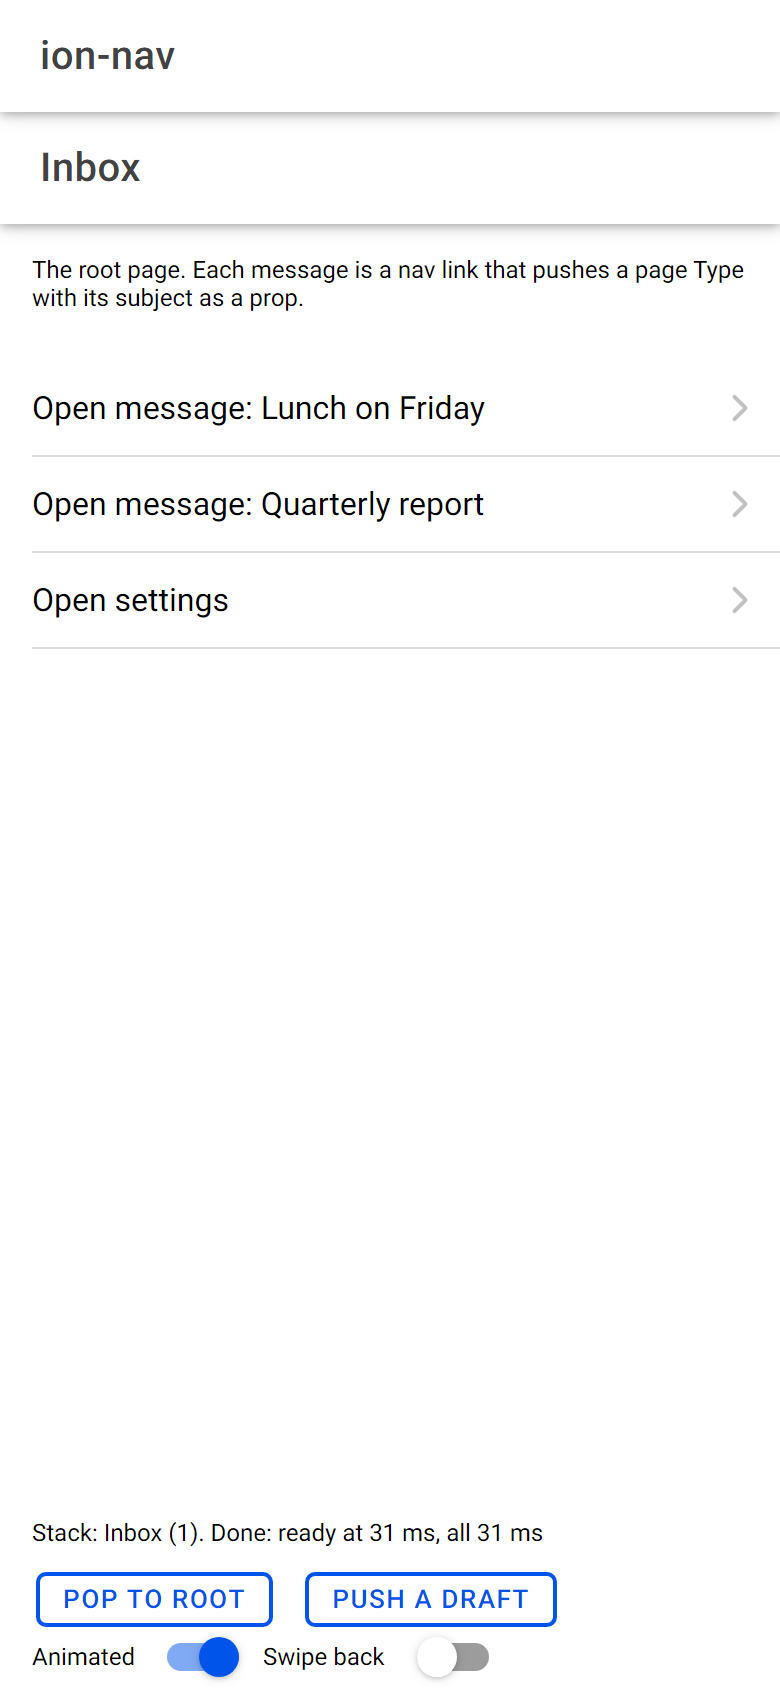 ion-nav
Inbox
The root page. Each message is a nav link that pushes a page Type
with its subject as a prop.
Open message: Lunch on Friday
Open message: Quarterly report
Open settings
Stack: Inbox (1). Done: ready at 31 ms, all 31 ms
POP TO ROOT PUSH A DRAFT
Animated Swipe back